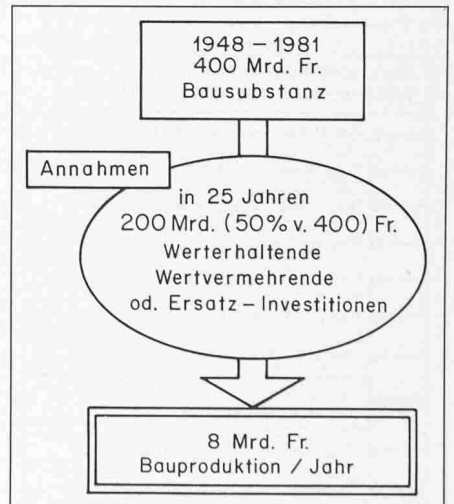 1948 – 1981
400 Mrd. Fr.
Bausubstanz
Annahmen
in 25 Jahren
200 Mrd. (50% v. 400) Fr.
Werterhaltende
Wertvermehrende
od. Ersatz – Investitionen
8 Mrd. Fr.
Bauproduktion / Jahr